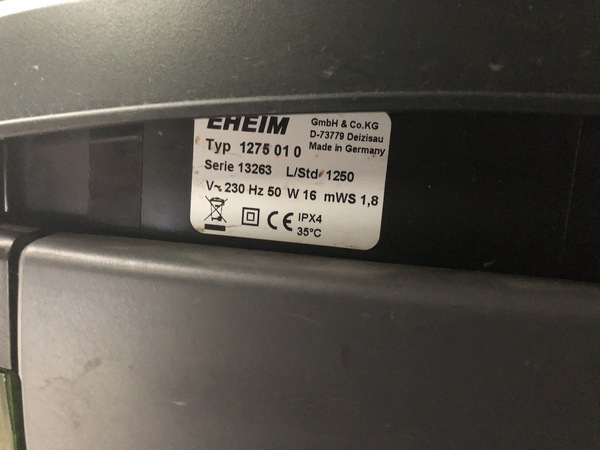 EHEIM
GmbH & Co.KG
D-73779 Deizisau
Made in Germany
Typ 1275 01 0
Serie 13263 L/Std 1250
V~ 230 Hz 50 W 16 mWS 1,8
CE IPX4
35°C